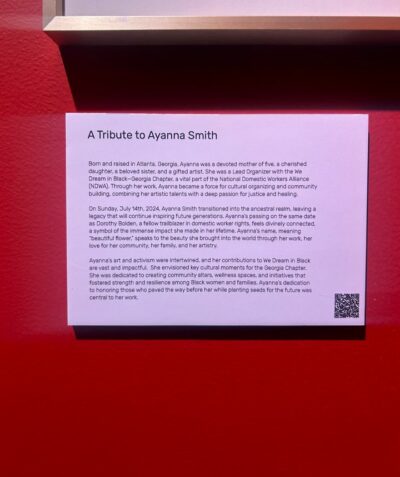 A Tribute to Ayanna Smith
Born and raised in Atlanta, Georgia, Ayanna was a devoted mother of five, a cherished
daughter, a beloved sister, and a gifted artist. She was a Lead Organizer with the We
Dream in Black—Georgia Chapter, a vital part of the National Domestic Workers Alliance
(NDWA). Through her work, Ayanna became a force for cultural organizing and community
building, combining her artistic talents with a deep passion for justice and healing.
On Sunday, July 14th, 2024, Ayanna Smith transitioned into the ancestral realm, leaving a
legacy that will continue inspiring future generations. Ayanna's passing on the same date
as Dorothy Bolden, a fellow trailblazer in domestic worker rights, feels divinely connected,
a symbol of the immense impact she made in her lifetime. Ayanna's name, meaning
"beautiful flower," speaks to the beauty she brought into the world through her work, her
love for her community, her family, and her artistry.
Ayanna's art and activism were intertwined, and her contributions to We Dream in Black
are vast and impactful. She envisioned key cultural moments for the Georgia Chapter.
She was dedicated to creating community altars, wellness spaces, and initiatives that
fostered strength and resilience among Black women and families. Ayanna's dedication
to honoring those who paved the way before her while planting seeds for the future was
central to her work.